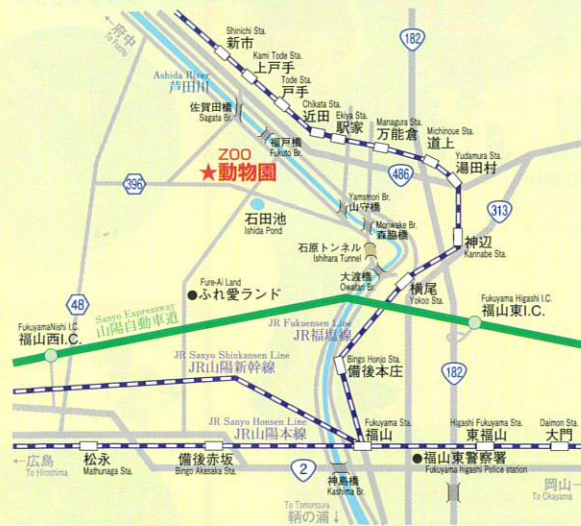 ←府中
To Fuchu
182
Shinichi Sta.
新市
Kami Tode Sta.
上戸手
Tode Sta.
戸手
Chikata Sta.
近田
Ekiya Sta.
駅家
Managura Sta.
万能倉
Michinoue Sta.
道上
Yudamura Sta.
湯田村
Ashida River
芦田川
佐賀田橋
Sagata Br.
福戸橋
Fukuto Br.
ZOO
★動物園
486
396
313
Yamsmori Br.
山守橋
石田池
Ishida Pond
Moriwake Br.
森脇橋
神辺
Kannabe Sta.
石原トンネル
Ishihara Tunnel
大渡橋
Owatari Br.
横尾
Yokoo Sta.
Fure-Ai Land
●ふれ愛ランド
48
Sanyo Expressway
山陽自動車道
FukuyamaNishi I.C.
福山西I.C.
Fukuyama Higashi I.C.
福山東I.C.
JR Fukuensen Line
JR福塩線
JR Sanyo Shinkansen Line
JR山陽新幹線
Bingo Honjo Sta.
備後本庄
182
JR Sanyo Honsen Line
JR山陽本線
Fukuyama Sta.
福山
Higashi Fukuyama Sta.
東福山
Daimon Sta.
大門
←広島
To Hiroshima
松永
Mathunaga Sta.
備後赤坂
Bingo Akasaka Sta.
2
神島橋
Kashima Br.
●福山東警察署
Fukuyama higashi Police station
岡山→
To Okayama
To Tomonoura
鞆の浦↓